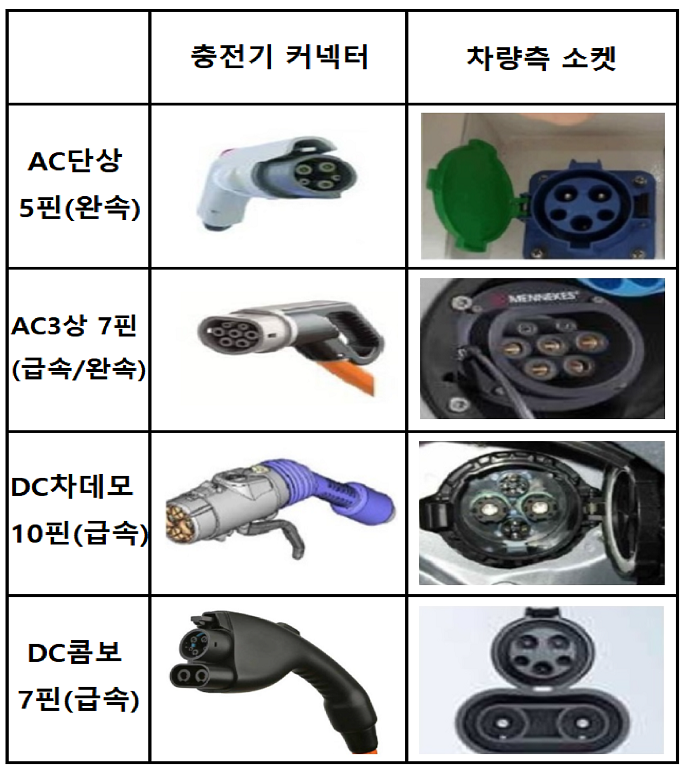 충전기 커넥터
차량측 소켓
AC단상
5핀(완속)
AC3상 7핀
(급속/완속)
MENNEKES®
DC차데모
10핀(급속)
DC콤보
7핀(급속)